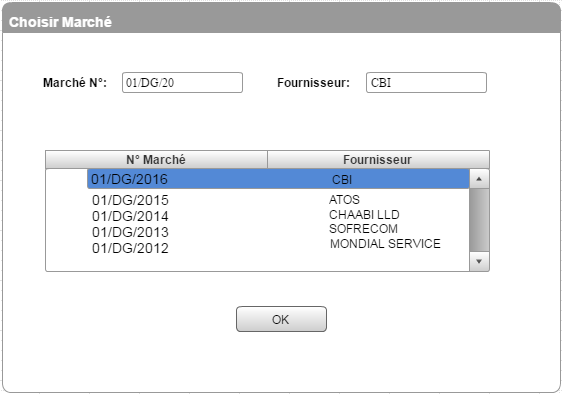 Choisir Marché
Marché N°: 01/DG/20 Fournisseur: CBI
N° Marché Fournisseur
01/DG/2016 CBI
01/DG/2015 ATOS
01/DG/2014 CHAABI LLD
01/DG/2013 SOFRECOM
01/DG/2012 MONDIAL SERVICE
OK